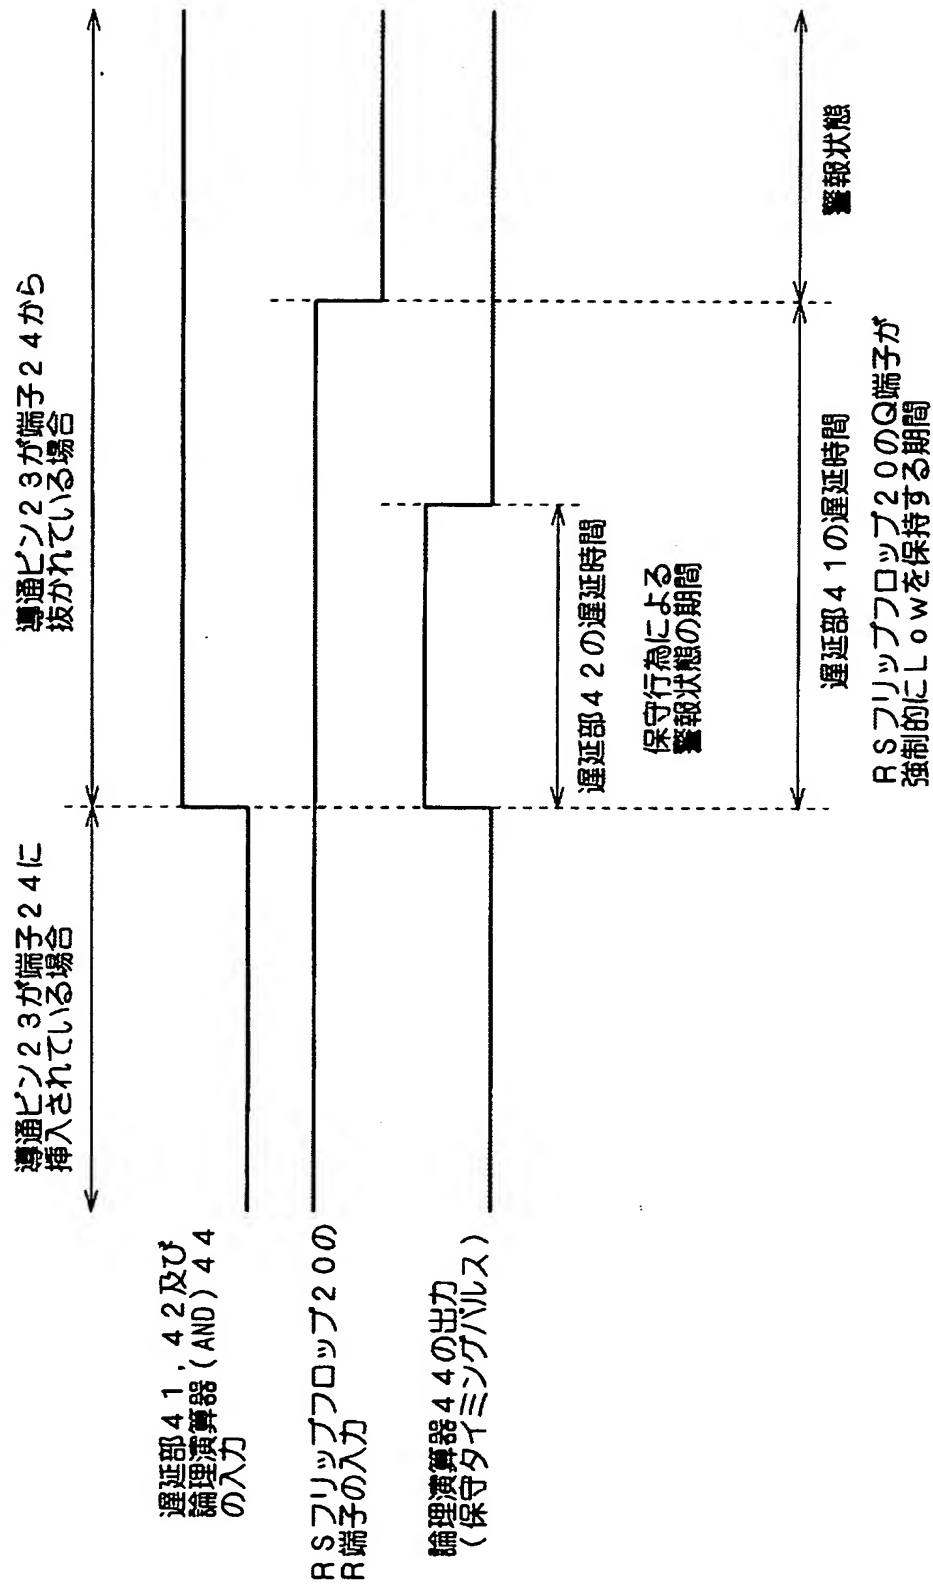 導通ピン23が端子24に
挿入されている場合
導通ピン23が端子24から
抜かれている場合
遅延部41,42及び
論理演算器(AND)44
の入力
RSフリップフロップ20の
R端子の入力
論理演算器44の出力
(保守タイミングパルス)
遅延部42の遅延時間
保守行為による
警報状態の期間
遅延部41の遅延時間
警報状態
RSフリップフロップ20のQ端子が
強制的にLowを保持する期間